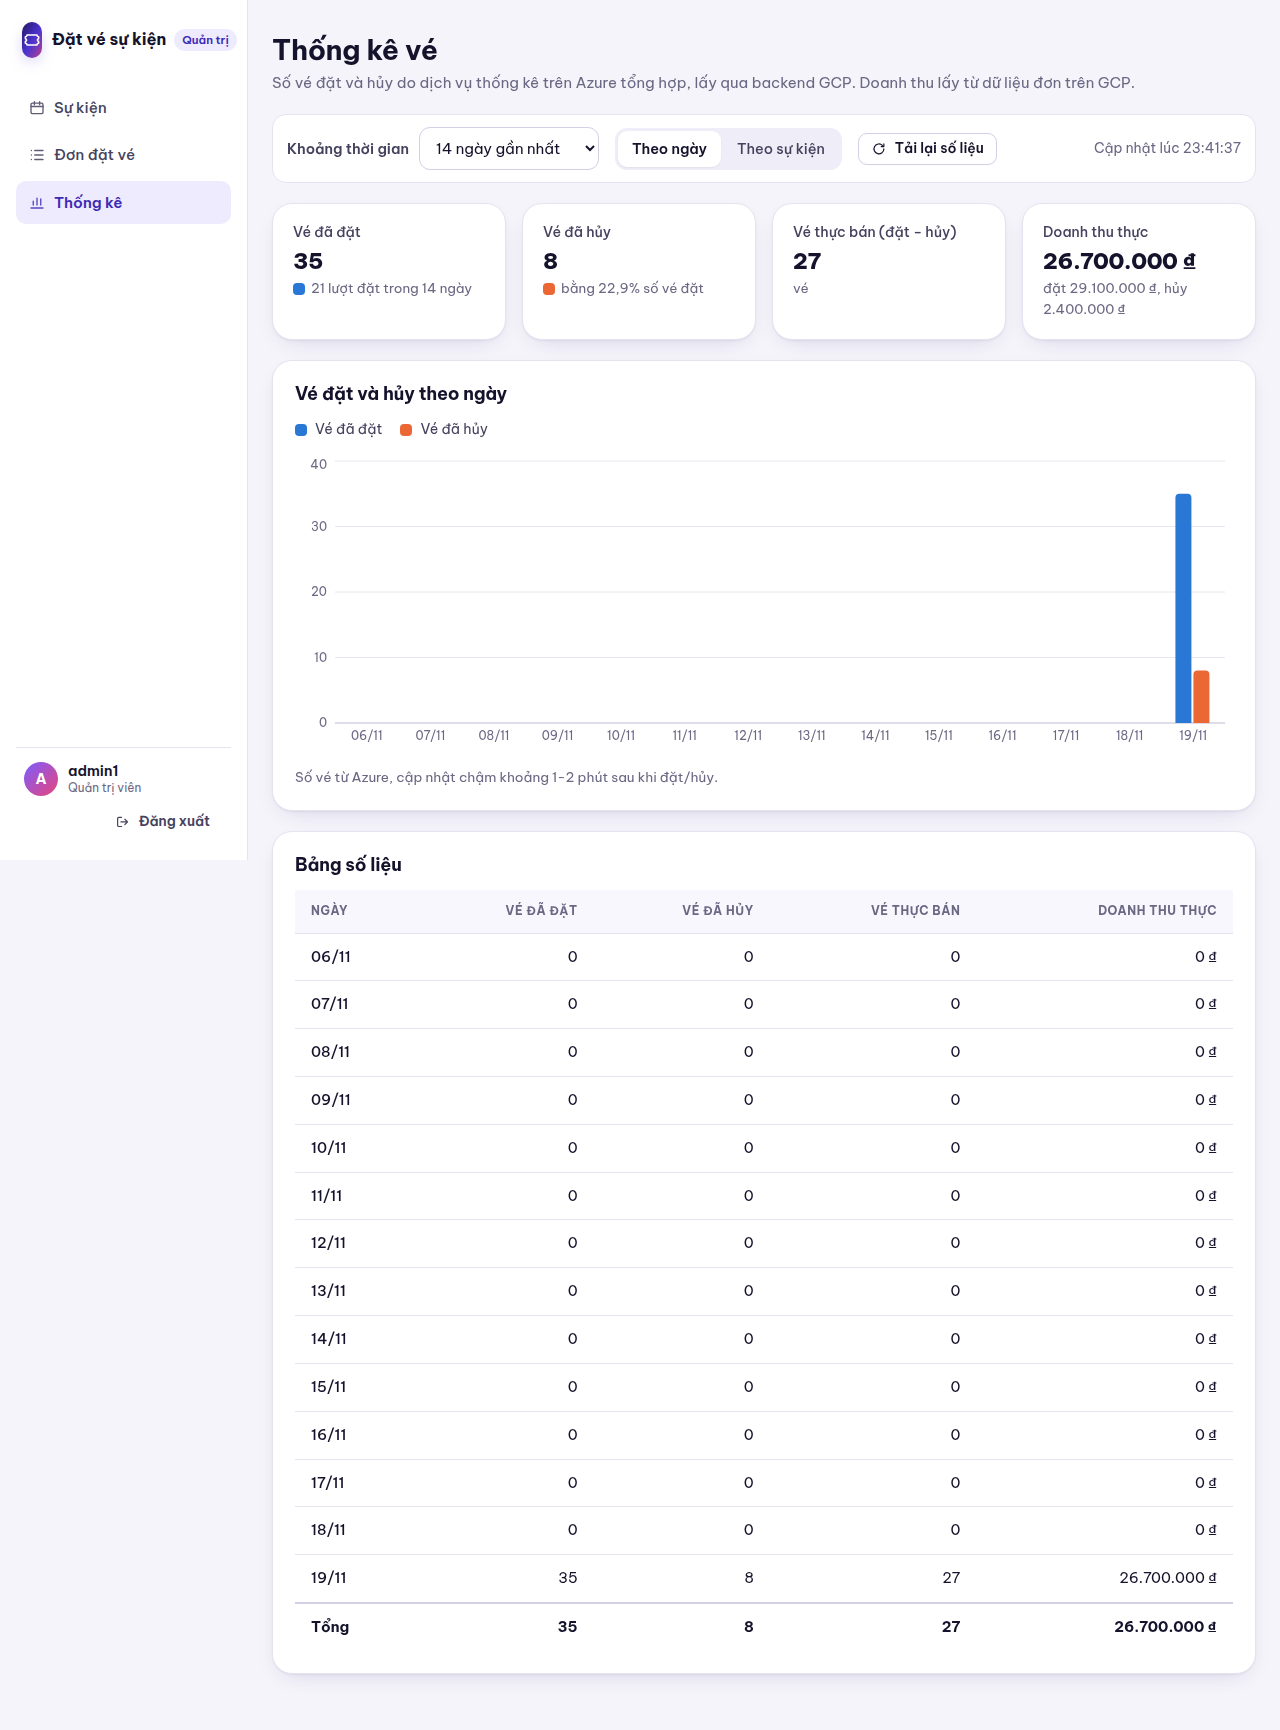 Đặt vé sự kiện Quản trị
Sự kiện
Đơn đặt vé
Thống kê
admin1
A
Quản trị viên
Đăng xuất
Thống kê vé
Số vé đặt và hủy do dịch vụ thống kê trên Azure tổng hợp, lấy qua backend GCP. Doanh thu lấy từ dữ liệu đơn trên GCP.
Khoảng thời gian 14 ngày gần nhất Theo ngày Theo sự kiện Tải lại số liệu Cập nhật lúc 23:41:37
Vé đã đặt
35
21 lượt đặt trong 14 ngày
Vé đã hủy
8
bằng 22,9% số vé đặt
Vé thực bán (đặt − hủy)
27
vé
Doanh thu thực
26.700.000 ₫
đặt 29.100.000 ₫, hủy
2.400.000 ₫
Vé đặt và hủy theo ngày
Vé đã đặt Vé đã hủy
40
30
20
10
0
06/11 07/11 08/11 09/11 10/11 11/11 12/11 13/11 14/11 15/11 16/11 17/11 18/11 19/11
Số vé từ Azure, cập nhật chậm khoảng 1-2 phút sau khi đặt/hủy.
Bảng số liệu
NGÀY VÉ ĐÃ ĐẶT VÉ ĐÃ HỦY VÉ THỰC BÁN DOANH THU THỰC
06/11 0 0 0 0 ₫
07/11 0 0 0 0 ₫
08/11 0 0 0 0 ₫
09/11 0 0 0 0 ₫
10/11 0 0 0 0 ₫
11/11 0 0 0 0 ₫
12/11 0 0 0 0 ₫
13/11 0 0 0 0 ₫
14/11 0 0 0 0 ₫
15/11 0 0 0 0 ₫
16/11 0 0 0 0 ₫
17/11 0 0 0 0 ₫
18/11 0 0 0 0 ₫
19/11 35 8 27 26.700.000 ₫
Tổng 35 8 27 26.700.000 ₫